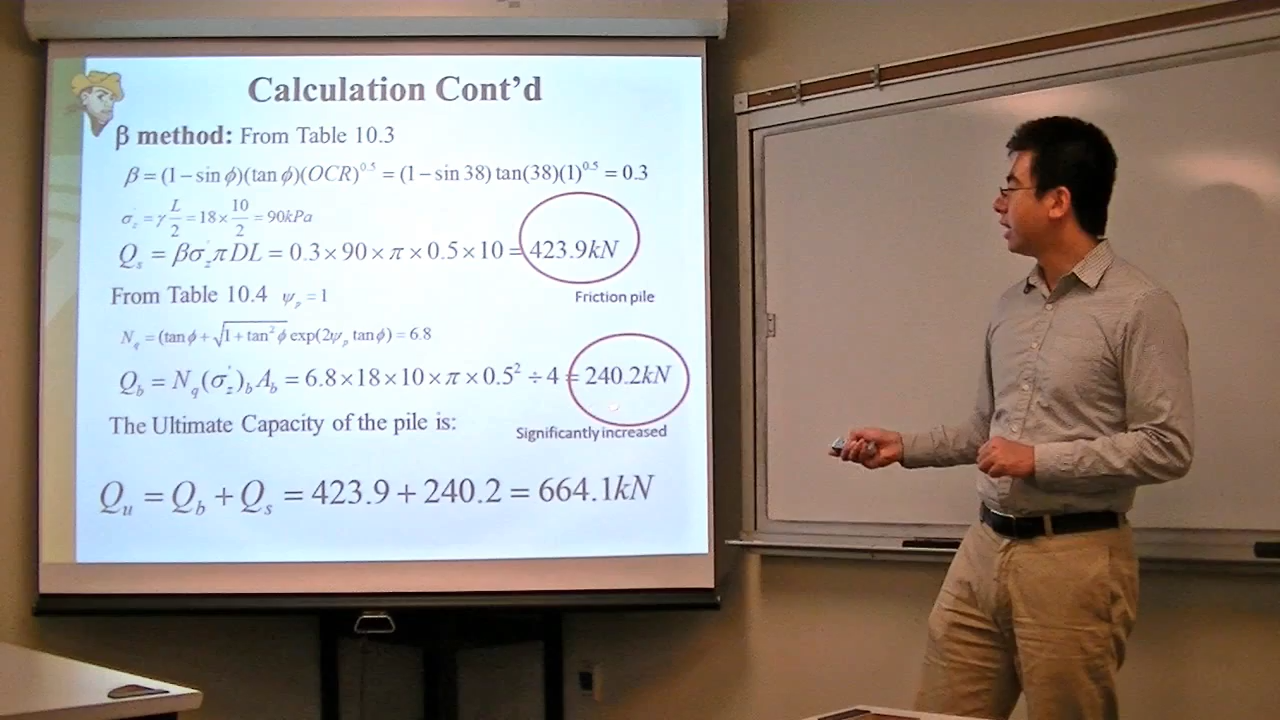 Calculation Cont'd
β method: From Table 10.3
β = (1 − sin ϕ)(tan ϕ)(OCR)^0.5 = (1 − sin 38) tan(38)(1)^0.5 = 0.3
σ'_z = γ L/2 = 18 × 10/2 = 90kPa
Q_s = βσ'_z πDL = 0.3 × 90 × π × 0.5 × 10 = 423.9kN
From Table 10.4 ψ_p = 1
Friction pile
N_q = (tan ϕ + √(1 + tan² ϕ) exp(2ψ_p tan ϕ) = 6.8
Q_b = N_q(σ'_z)_b A_b = 6.8 × 18 × 10 × π × 0.5² ÷ 4 = 240.2kN
The Ultimate Capacity of the pile is:
Significantly increased
Q_u = Q_b + Q_s = 423.9 + 240.2 = 664.1kN